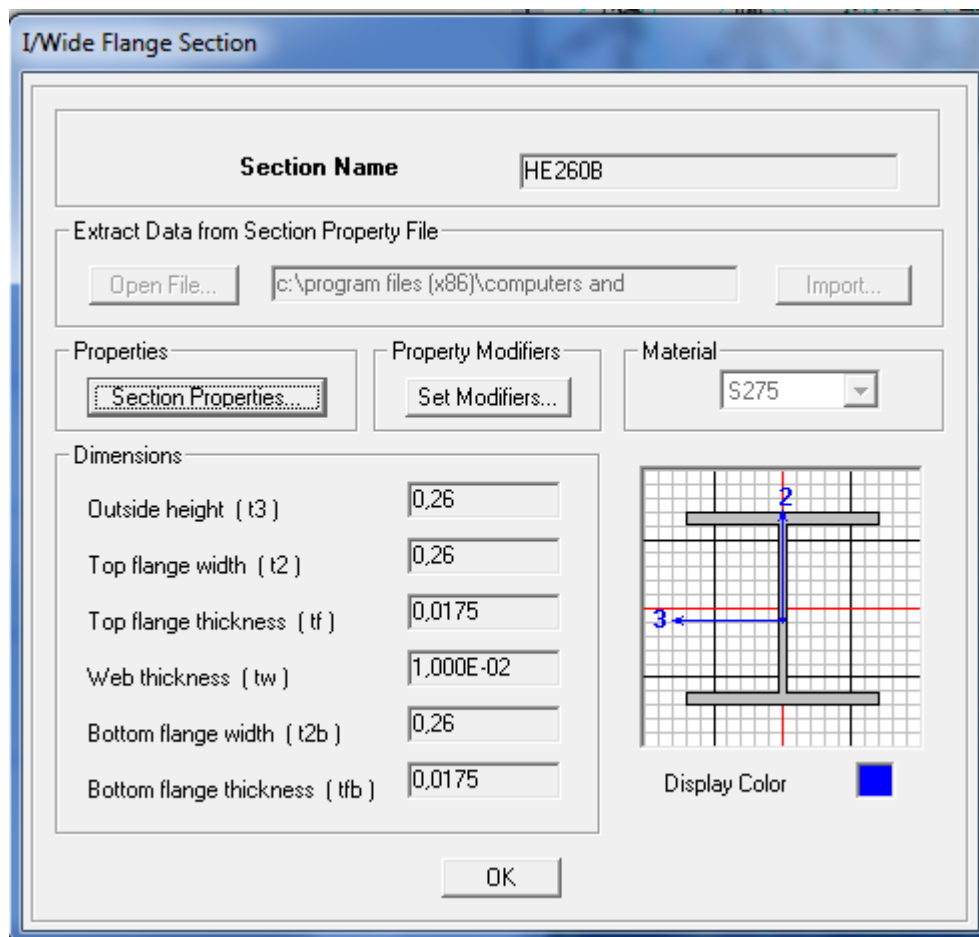 I/Wide Flange Section
Section Name HE260B
Extract Data from Section Property File
Open File... c:\program files (x86)\computers and Import...
Properties Property Modifiers Material
Section Properties... Set Modifiers... S275
Dimensions
Outside height ( t3 ) 0,26
Top flange width ( t2 ) 0,26
Top flange thickness ( tf ) 0,0175
Web thickness ( tw ) 1,000E-02
Bottom flange width ( t2b ) 0,26
Bottom flange thickness ( tfb ) 0,0175
2
3
Display Color
OK